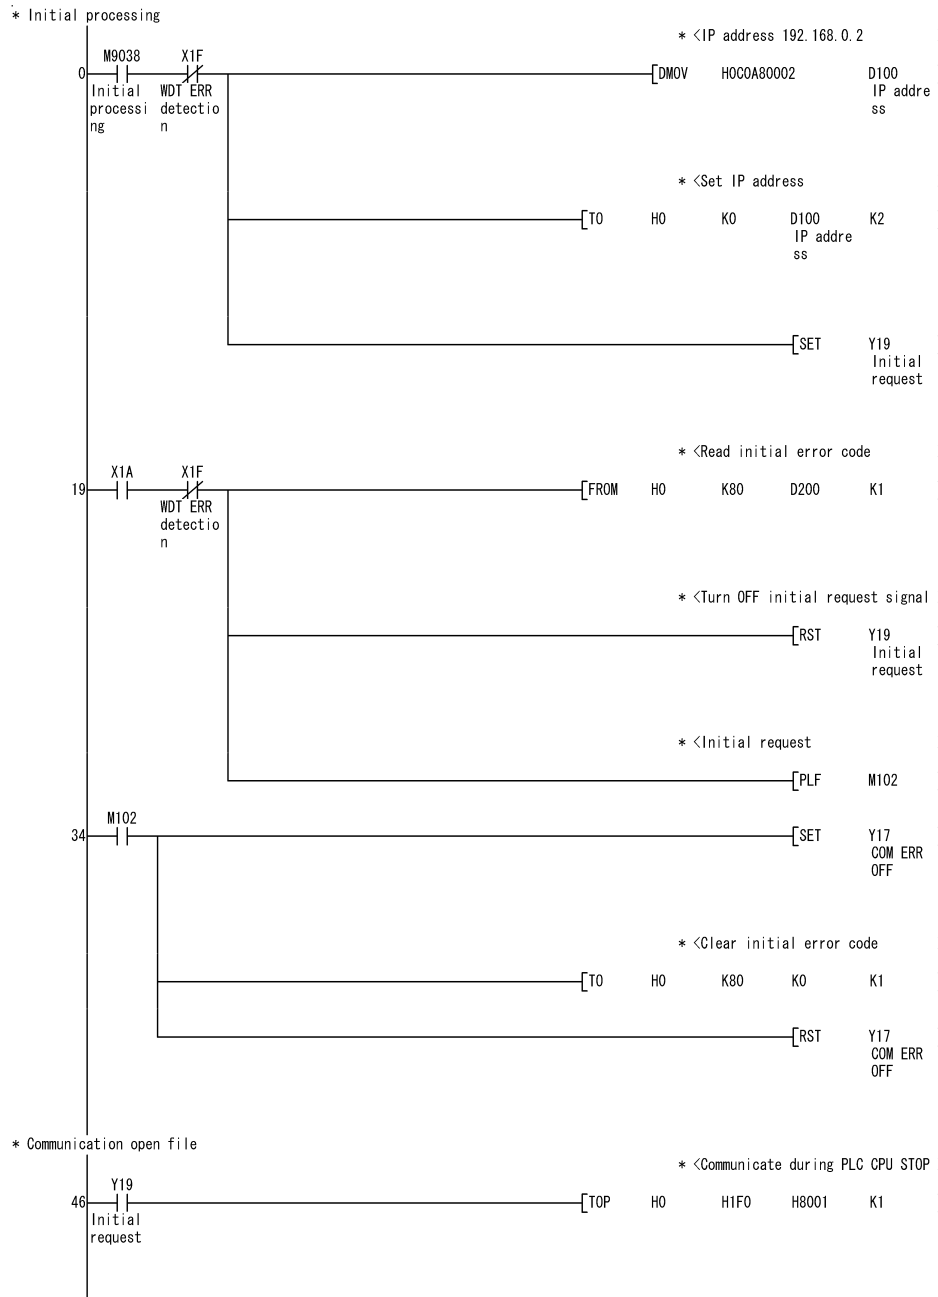 * Initial processing
* <IP address 192.168.0.2
M9038 X1F
0 DMOV H0C0A80002 D100
Initial WDT ERR IP addre
processi detectio ss
ng n
* <Set IP address
TO H0 K0 D100 K2
IP addre
ss
SET Y19
Initial
request
* <Read initial error code
X1A X1F
19 FROM H0 K80 D200 K1
WDT ERR
detectio
n
* <Turn OFF initial request signal
RST Y19
Initial
request
* <Initial request
PLF M102
M102
34 SET Y17
COM ERR
OFF
* <Clear initial error code
TO H0 K80 K0 K1
RST Y17
COM ERR
OFF
* Communication open file
* <Communicate during PLC CPU STOP
Y19
46 TOP H0 H1F0 H8001 K1
Initial
request